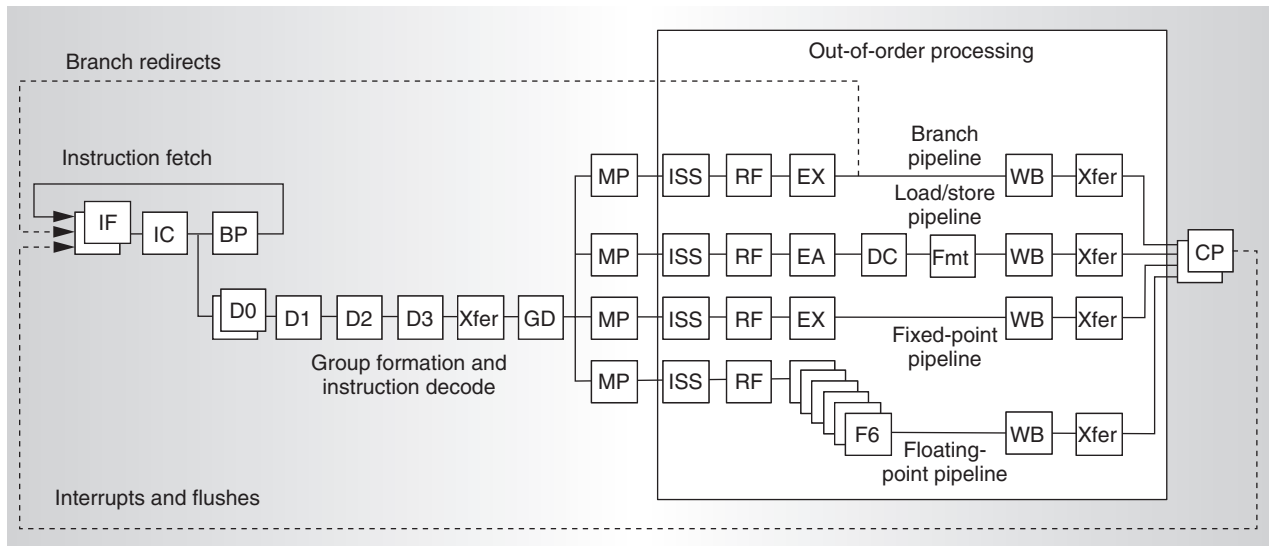 Out-of-order processing
Branch redirects
Instruction fetch
Branch
pipeline
MP ISS RF EX WB Xfer
Load/store
pipeline
IF IC BP
MP ISS RF EA DC Fmt WB Xfer CP
D0 D1 D2 D3 Xfer GD MP ISS RF EX WB Xfer
Fixed-point
pipeline
Group formation and
instruction decode
MP ISS RF
F6 WB Xfer
Floating-
point pipeline
Interrupts and flushes